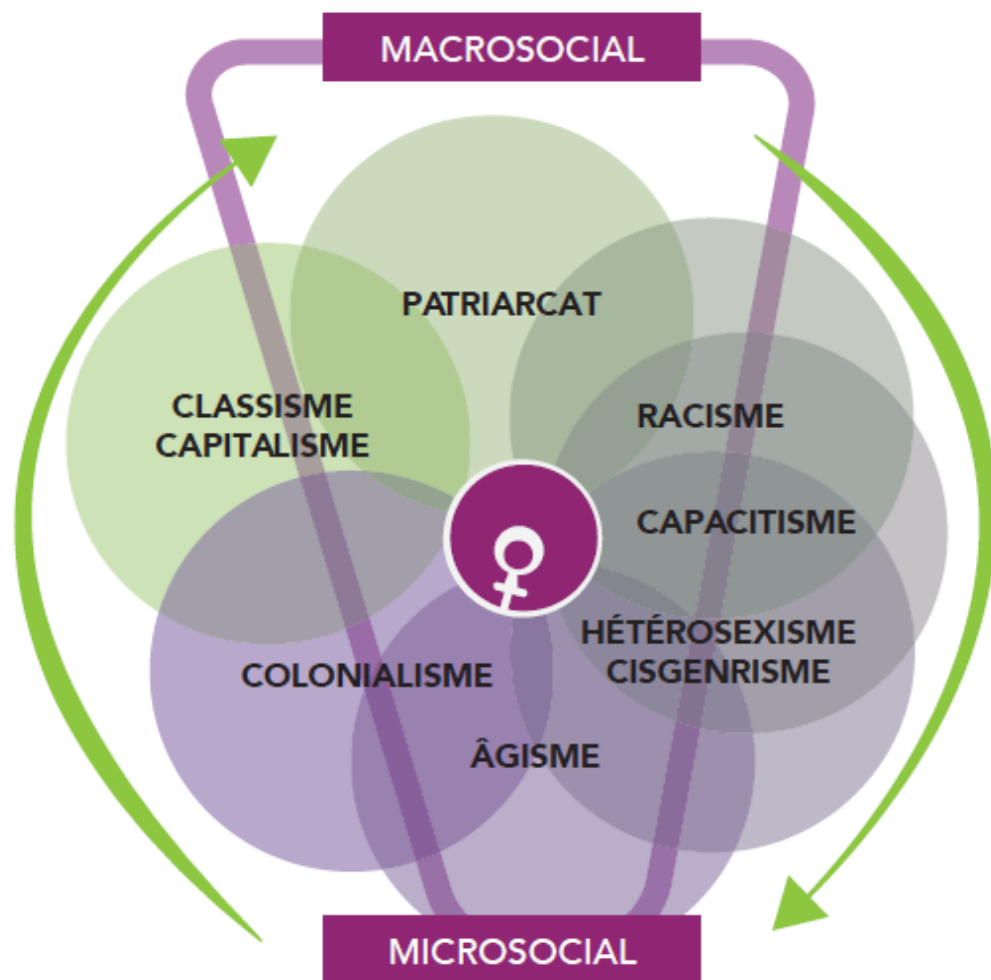 MACROSOCIAL
PATRIARCAT
CLASSISME
CAPITALISME
RACISME
CAPACITISME
HÉTÉROSEXISME
CISGENRISME
COLONIALISME
ÂGISME
MICROSOCIAL